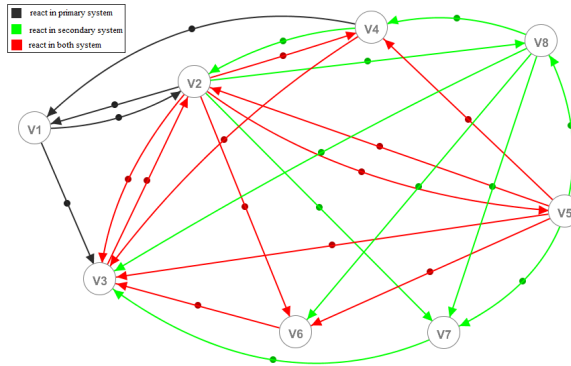 react in primary system
react in secondary system
react in both system
V4
V8
V2
V1
V5
V3
V6
V7